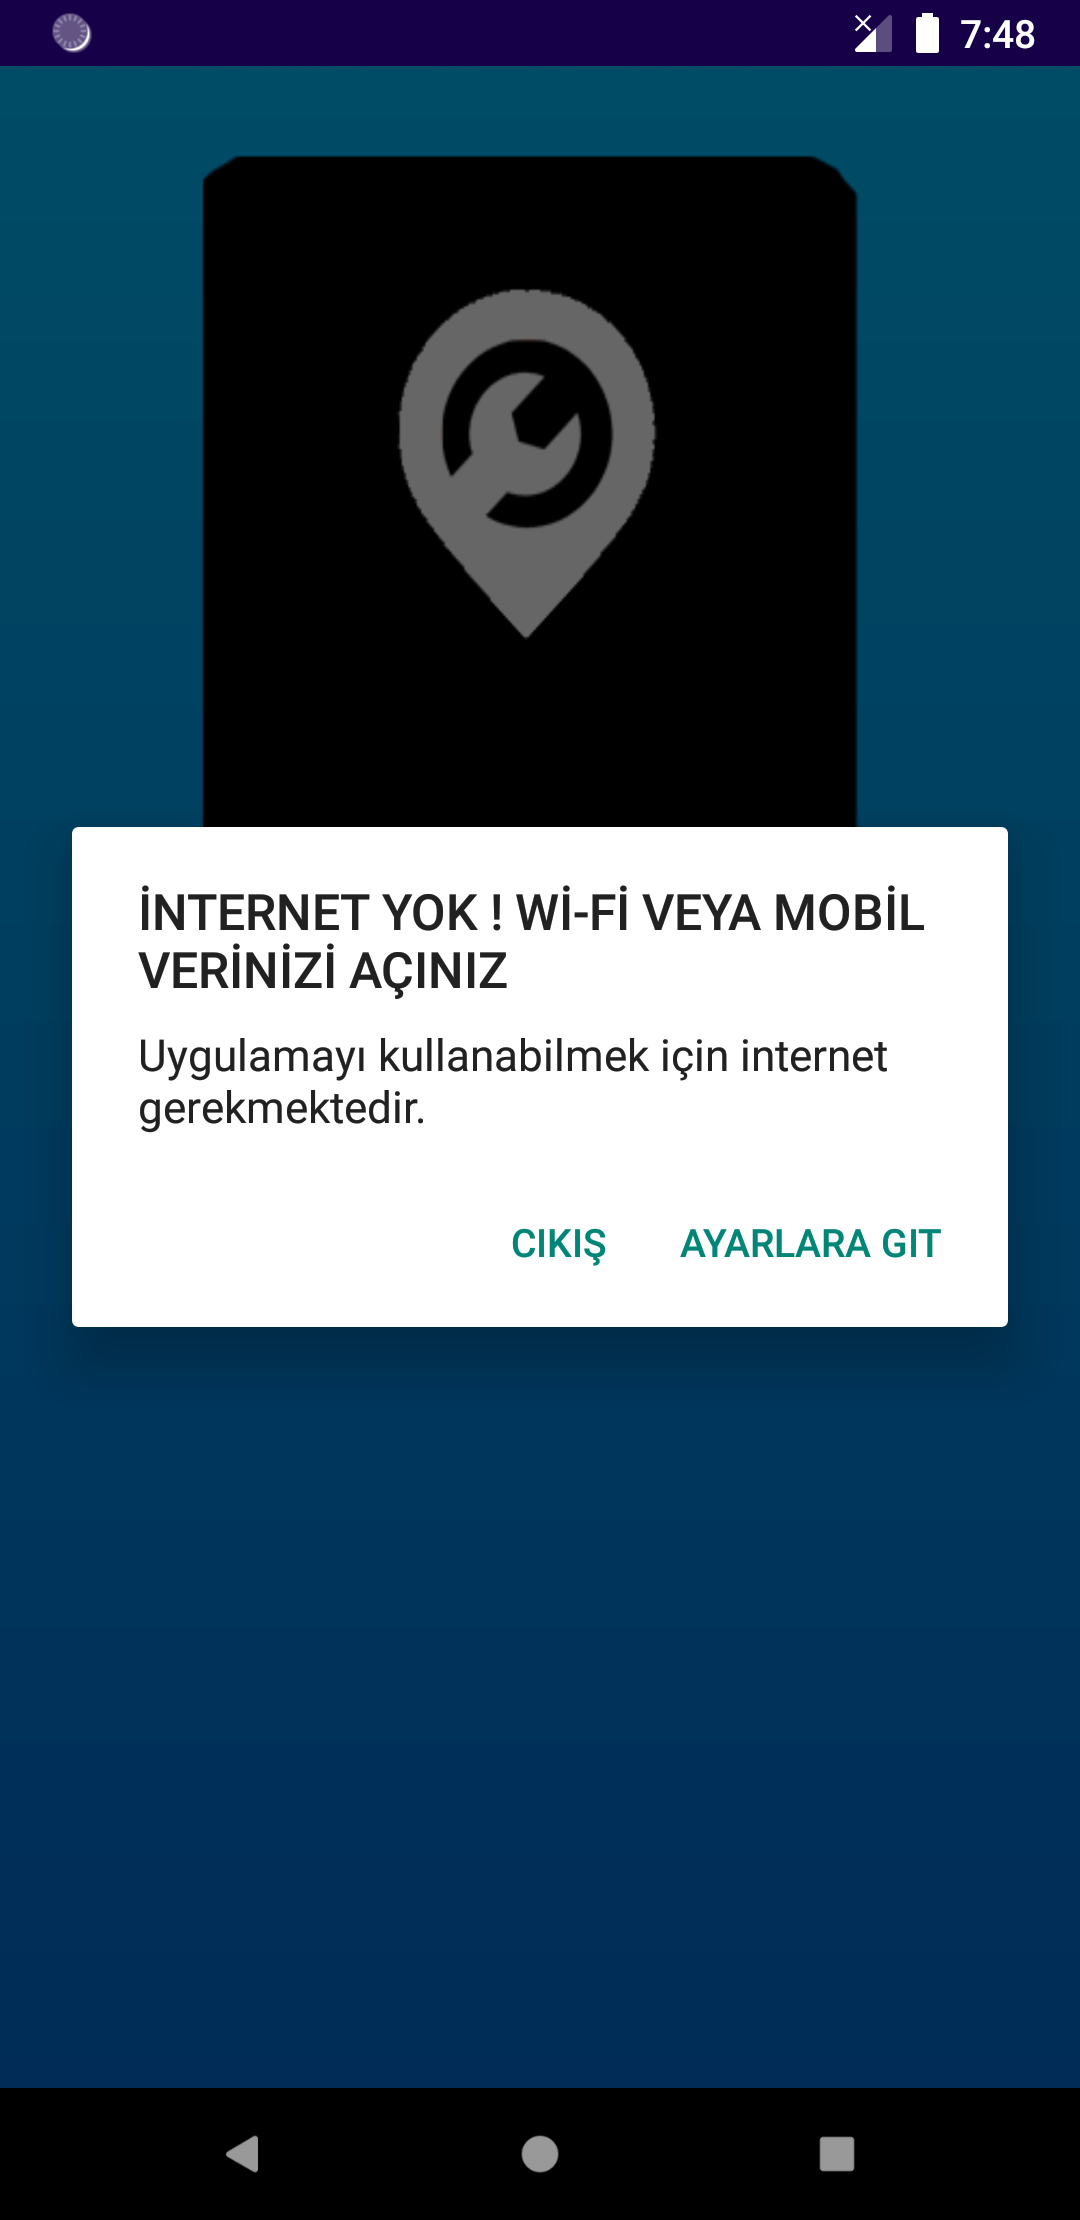 7:48
İNTERNET YOK ! Wİ-Fİ VEYA MOBİL
VERİNİZİ AÇINIZ
Uygulamayı kullanabilmek için internet
gerekmektedir.
CIKIŞ AYARLARA GIT